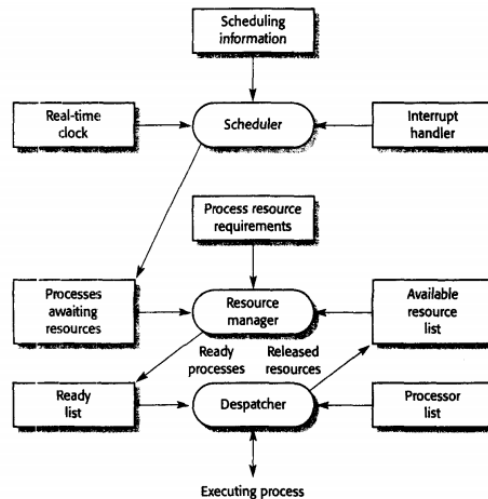 Scheduling
information
Real-time
clock
Scheduler
Interrupt
handler
Process resource
requirements
Processes
awaiting
resources
Resource
manager
Available
resource
list
Ready
processes
Released
resources
Ready
list
Despatcher
Processor
list
Executing process